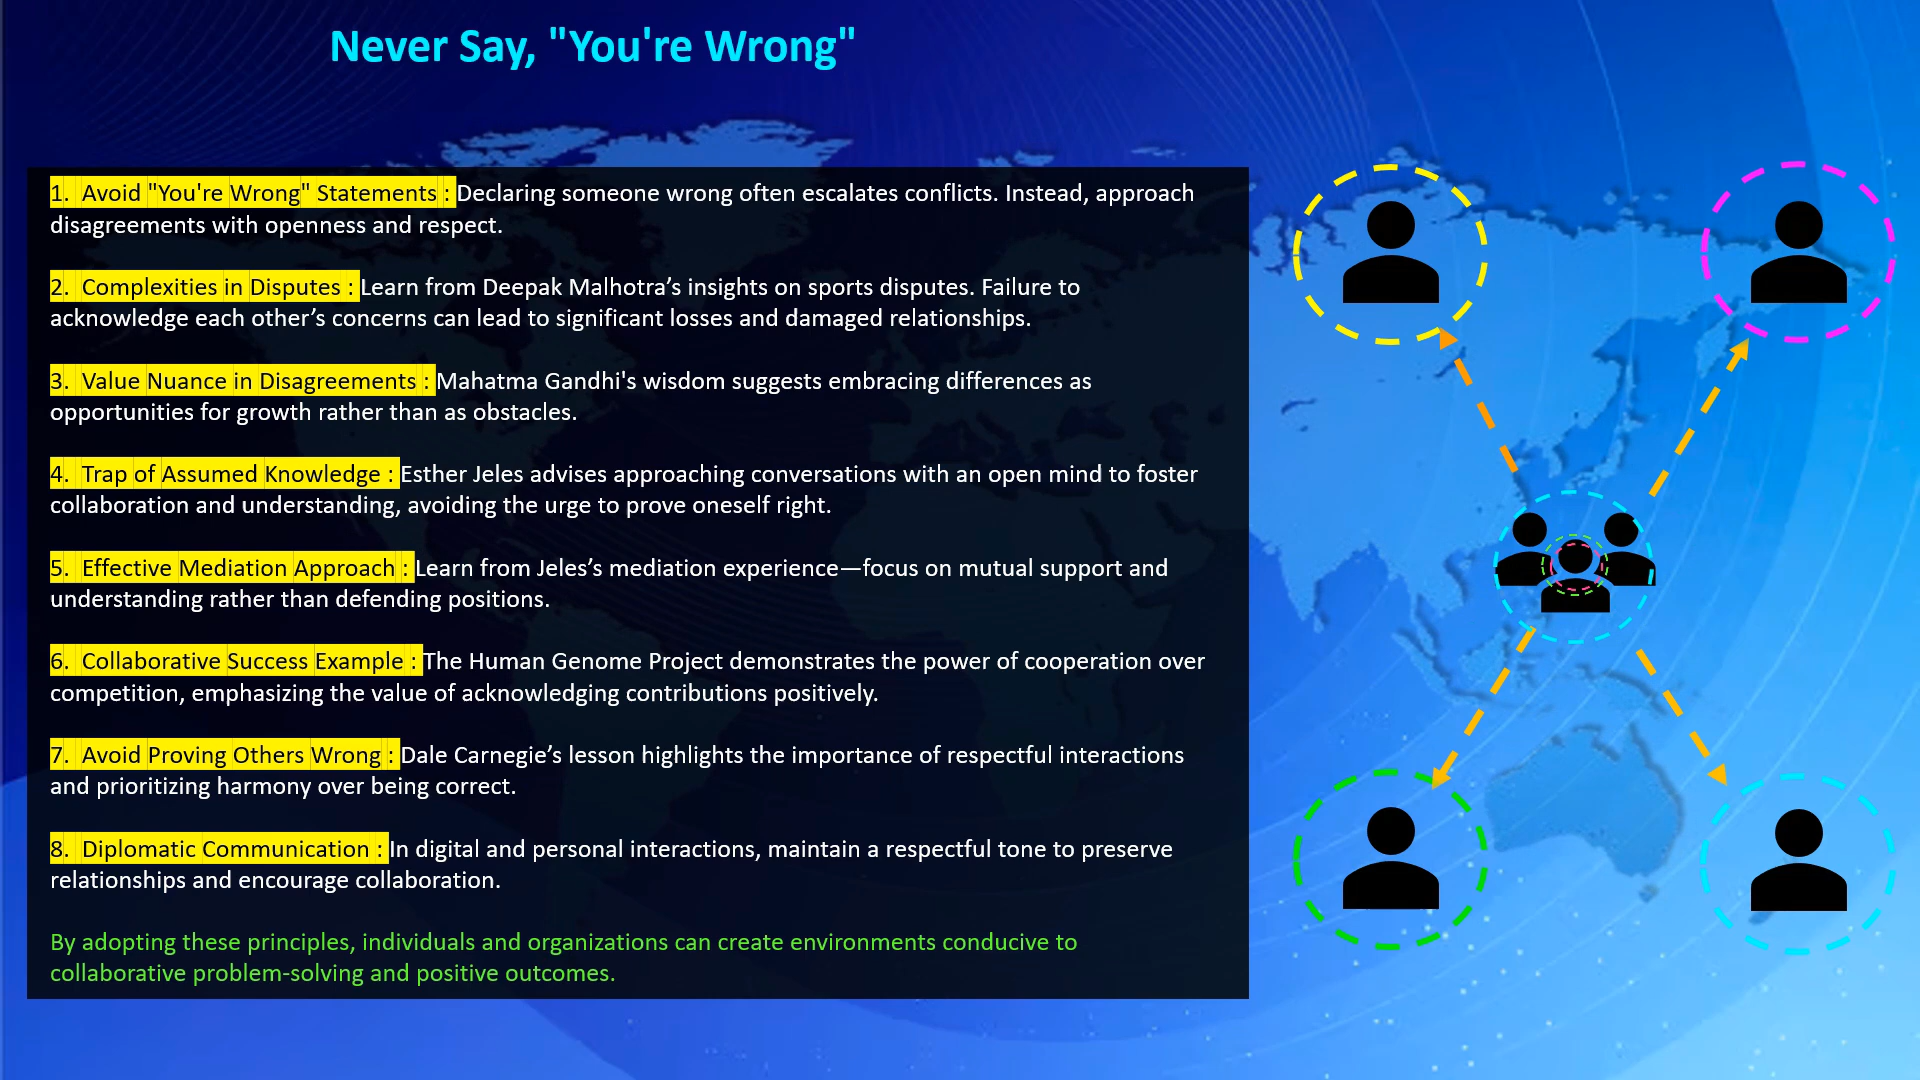 Never Say, "You're Wrong"
1. Avoid "You're Wrong" Statements : Declaring someone wrong often escalates conflicts. Instead, approach
disagreements with openness and respect.
2. Complexities in Disputes : Learn from Deepak Malhotra’s insights on sports disputes. Failure to
acknowledge each other’s concerns can lead to significant losses and damaged relationships.
3. Value Nuance in Disagreements : Mahatma Gandhi's wisdom suggests embracing differences as
opportunities for growth rather than as obstacles.
4. Trap of Assumed Knowledge : Esther Jeles advises approaching conversations with an open mind to foster
collaboration and understanding, avoiding the urge to prove oneself right.
5. Effective Mediation Approach : Learn from Jeles’s mediation experience—focus on mutual support and
understanding rather than defending positions.
6. Collaborative Success Example : The Human Genome Project demonstrates the power of cooperation over
competition, emphasizing the value of acknowledging contributions positively.
7. Avoid Proving Others Wrong : Dale Carnegie’s lesson highlights the importance of respectful interactions
and prioritizing harmony over being correct.
8. Diplomatic Communication : In digital and personal interactions, maintain a respectful tone to preserve
relationships and encourage collaboration.
By adopting these principles, individuals and organizations can create environments conducive to
collaborative problem-solving and positive outcomes.